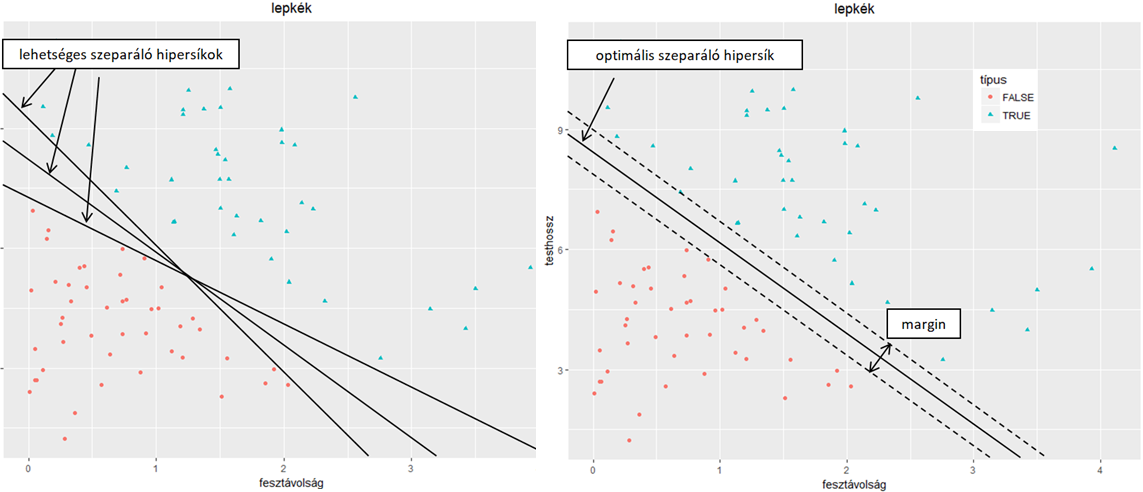 lepkék
lehetséges szeparáló hipersíkok
0
1
2
3
fesztávolság
lepkék
optimális szeparáló hipersík
típus
FALSE
TRUE
9
6
3
testhossz
margin
0
1
2
3
4
fesztávolság